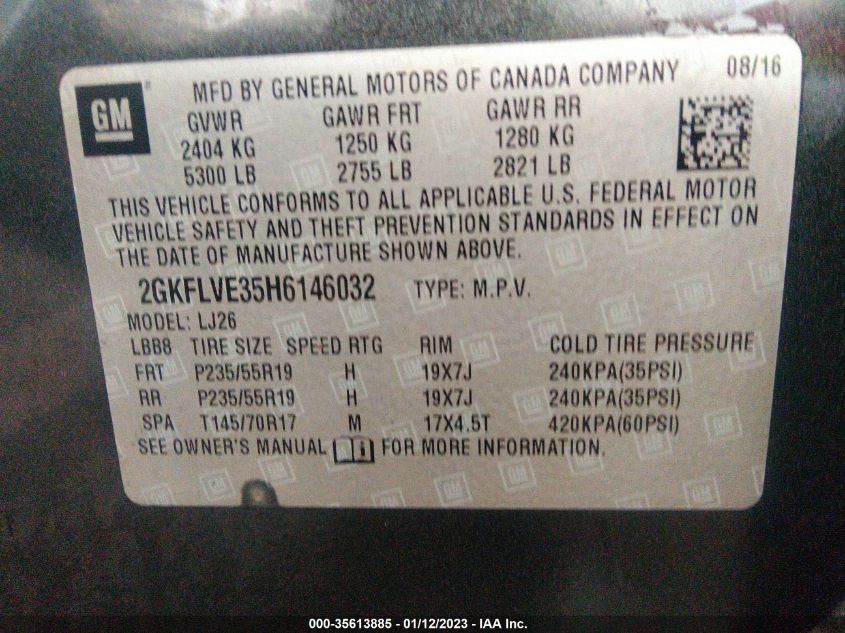 GM
MFD BY GENERAL MOTORS OF CANADA COMPANY 08/16
GVWR GAWR FRT GAWR RR
2404 KG 1250 KG 1280 KG
5300 LB 2755 LB 2821 LB
THIS VEHICLE CONFORMS TO ALL APPLICABLE U.S. FEDERAL MOTOR
VEHICLE SAFETY AND THEFT PREVENTION STANDARDS IN EFFECT ON
THE DATE OF MANUFACTURE SHOWN ABOVE.
2GKFLVE35H6146032 TYPE: M.P.V.
MODEL: LJ26
LBB8 TIRE SIZE SPEED RTG RIM COLD TIRE PRESSURE
FRT P235/55R19 H 19X7J 240KPA(35PSI)
RR P235/55R19 H 19X7J 240KPA(35PSI)
SPA T145/70R17 M 17X4.5T 420KPA(60PSI)
SEE OWNER'S MANUAL FOR MORE INFORMATION.
000-35613885 - 01/12/2023 - IAA Inc.